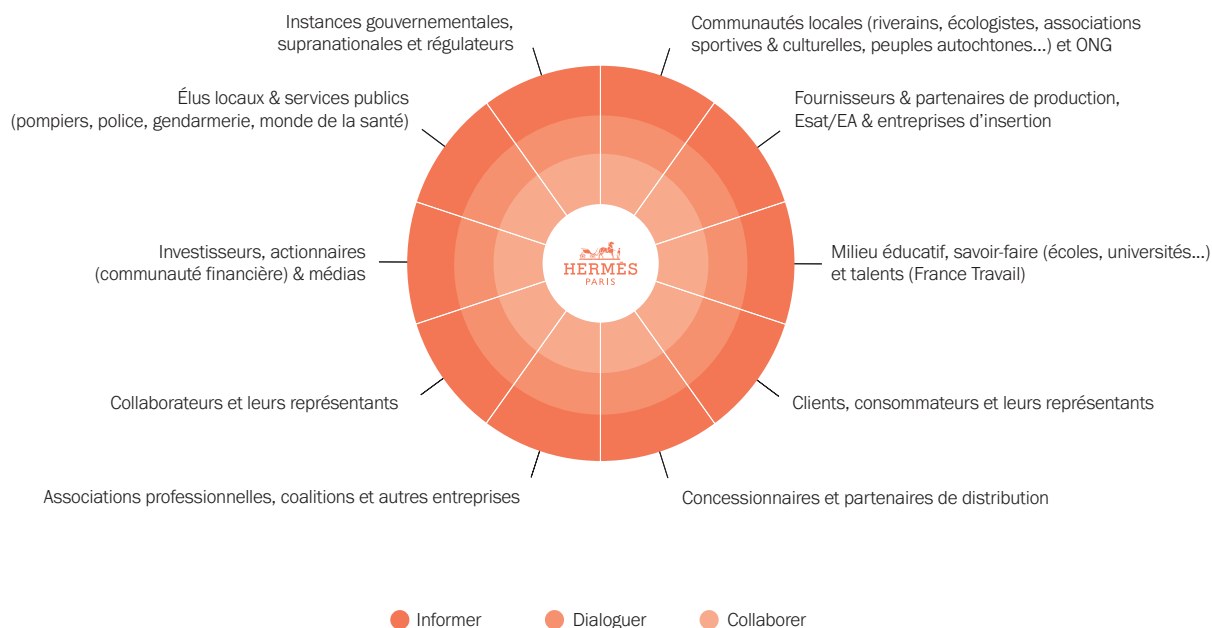 Instances gouvernementales,
supranationales et régulateurs
Communautés locales (riverains, écologistes, associations
sportives & culturelles, peuples autochtones...) et ONG
Élus locaux & services publics
(pompiers, police, gendarmerie, monde de la santé)
Fournisseurs & partenaires de production,
Esat/EA & entreprises d’insertion
Investisseurs, actionnaires
(communauté financière) & médias
HERMÈS
PARIS
Milieu éducatif, savoir-faire (écoles, universités...)
et talents (France Travail)
Collaborateurs et leurs représentants
Clients, consommateurs et leurs représentants
Associations professionnelles, coalitions et autres entreprises
Concessionnaires et partenaires de distribution
Informer
Dialoguer
Collaborer